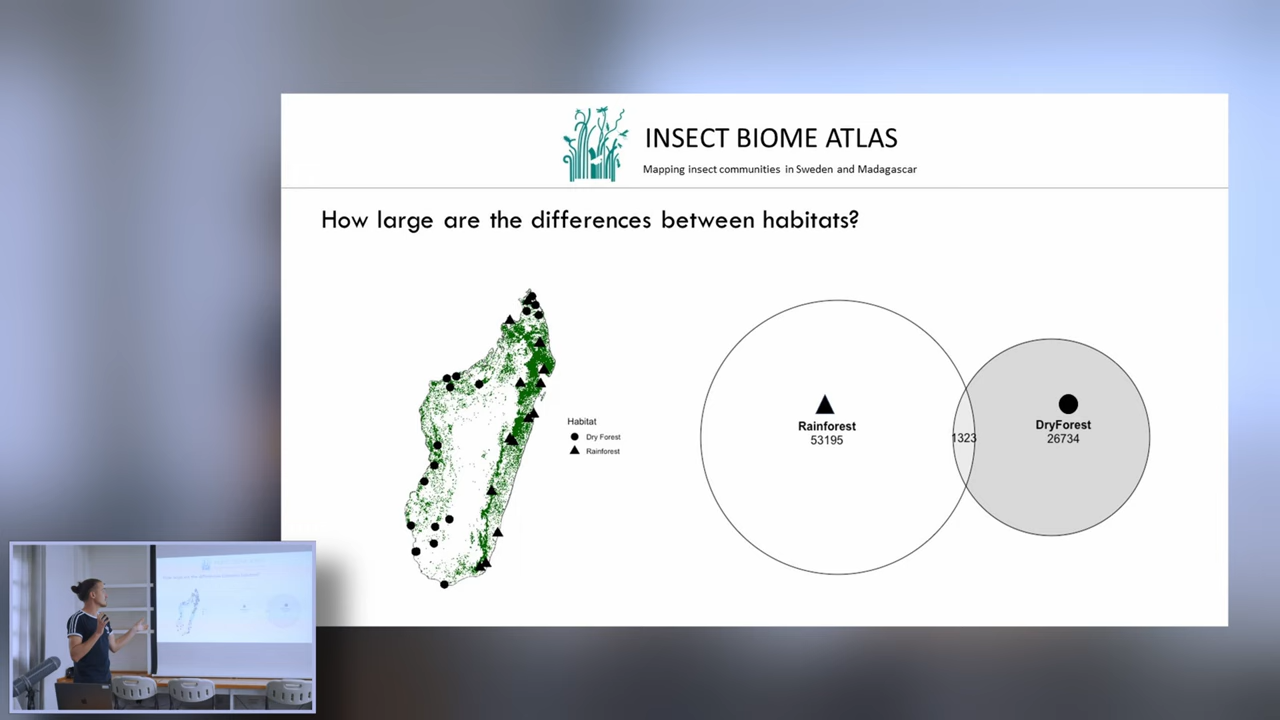 INSECT BIOME ATLAS
Mapping insect communities in Sweden and Madagascar
How large are the differences between habitats?
Habitat
Dry Forest
Rainforest
Rainforest
53195
1323
DryForest
26734